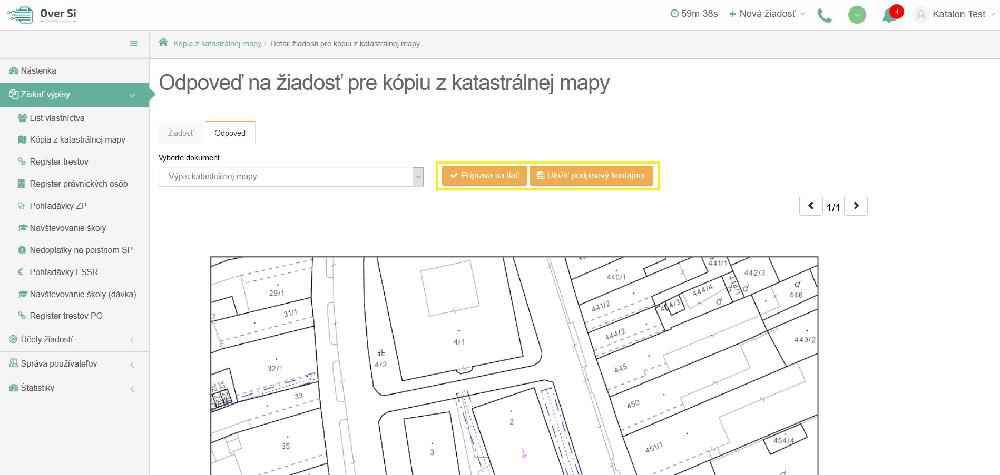 Over Si
Centrálne údaje
59m 38s
Nová žiadosť
4
Katalon Test
Kópia z katastrálnej mapy / Detail žiadosti pre kópiu z katastrálnej mapy
Nástenka
Získať výpisy
List vlastníctva
Kópia z katastrálnej mapy
Register trestov
Register právnických osôb
Pohľadávky ZP
Navštevovanie školy
Nedoplatky na poistnom SP
Pohľadávky FSSR
Navštevovanie školy (dávka)
Register trestov PO
Účely žiadostí
Správa používateľov
Štatistiky
Odpoveď na žiadosť pre kópiu z katastrálnej mapy
Žiadosť
Odpoveď
Vyberte dokument
Výpis katastrálnej mapy
Príprava na tlač
Uložiť podpisový kontajner
1/1
29/1
2
31/1
32/1
33
35
4/1
4/2
2
3
440/1
441/1
442/3
444/1
444/4
d
d
d
446
d
441/2
444/3
444/2
449/2
445
450
451/1
454/4
d